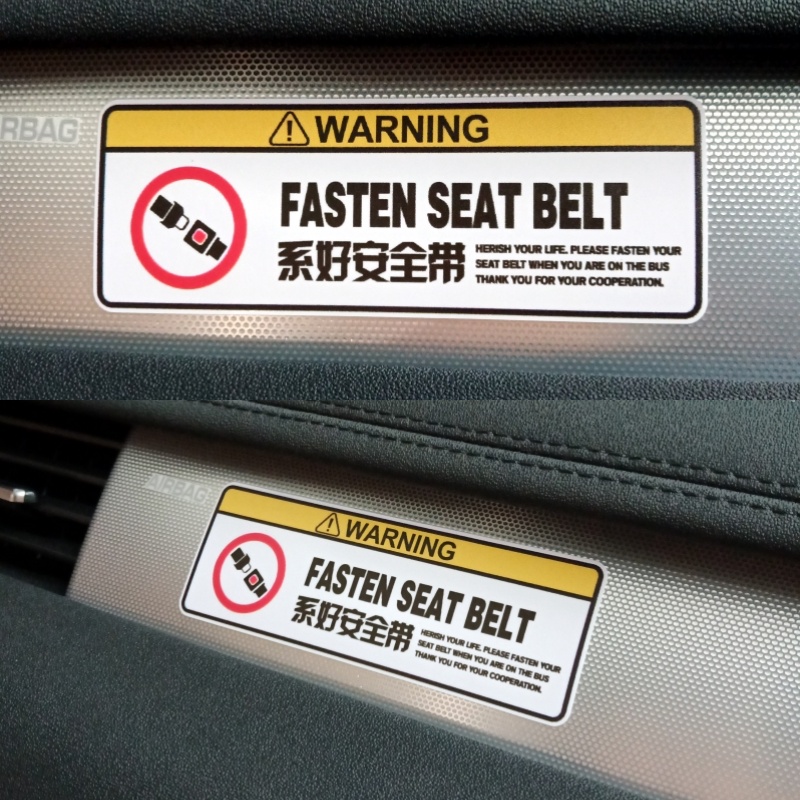 RBAG
WARNING
FASTEN SEAT BELT
系好安全带
HERISH YOUR LIFE. PLEASE FASTEN YOUR
SEAT BELT WHEN YOU ARE ON THE BUS
THANK YOU FOR YOUR COOPERATION.
AIRBAG
WARNING
FASTEN SEAT BELT
系好安全带
HERISH YOUR LIFE. PLEASE FASTEN YOUR
SEAT BELT WHEN YOU ARE ON THE BUS
THANK YOU FOR YOUR COOPERATION.